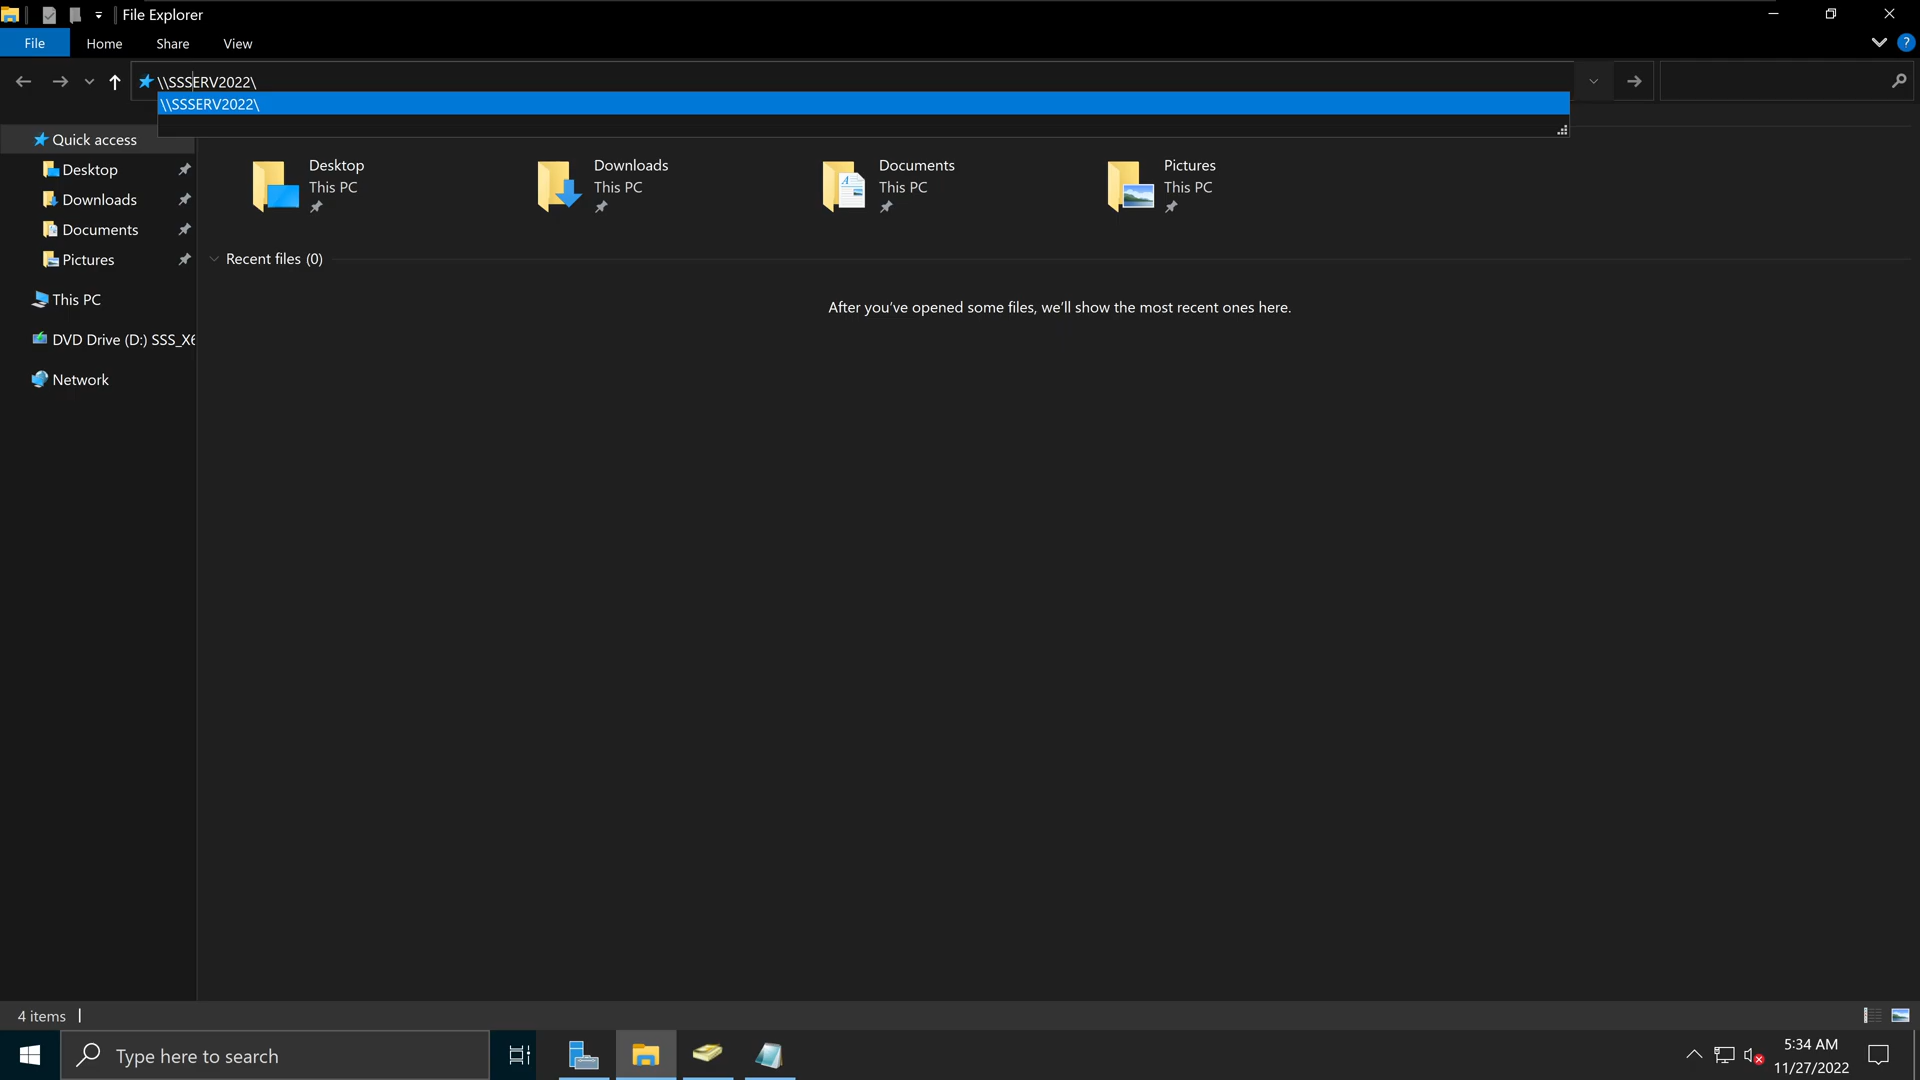 File Explorer
File Home Share View
\\SSSERV2022\
\\SSSERV2022\
Quick access
Desktop
Downloads
Documents
Pictures
This PC
DVD Drive (D:) SSS_X6
Network
Desktop
This PC
Downloads
This PC
Documents
This PC
Pictures
This PC
Recent files (0)
After you’ve opened some files, we’ll show the most recent ones here.
4 items
Type here to search
5:34 AM
11/27/2022